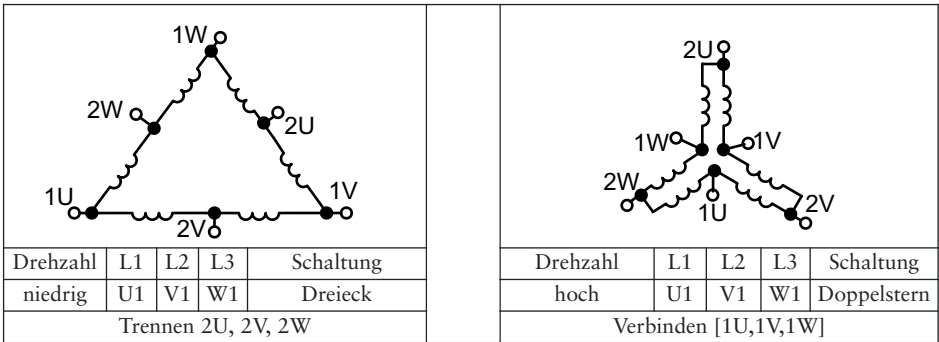 1W
2W
2U
1U
1V
2V
Drehzahl L1 L2 L3 Schaltung
niedrig U1 V1 W1 Dreieck
Trennen 2U, 2V, 2W
2U
1W
1V
2W
1U
2V
Drehzahl L1 L2 L3 Schaltung
hoch U1 V1 W1 Doppelstern
Verbinden [1U,1V,1W]